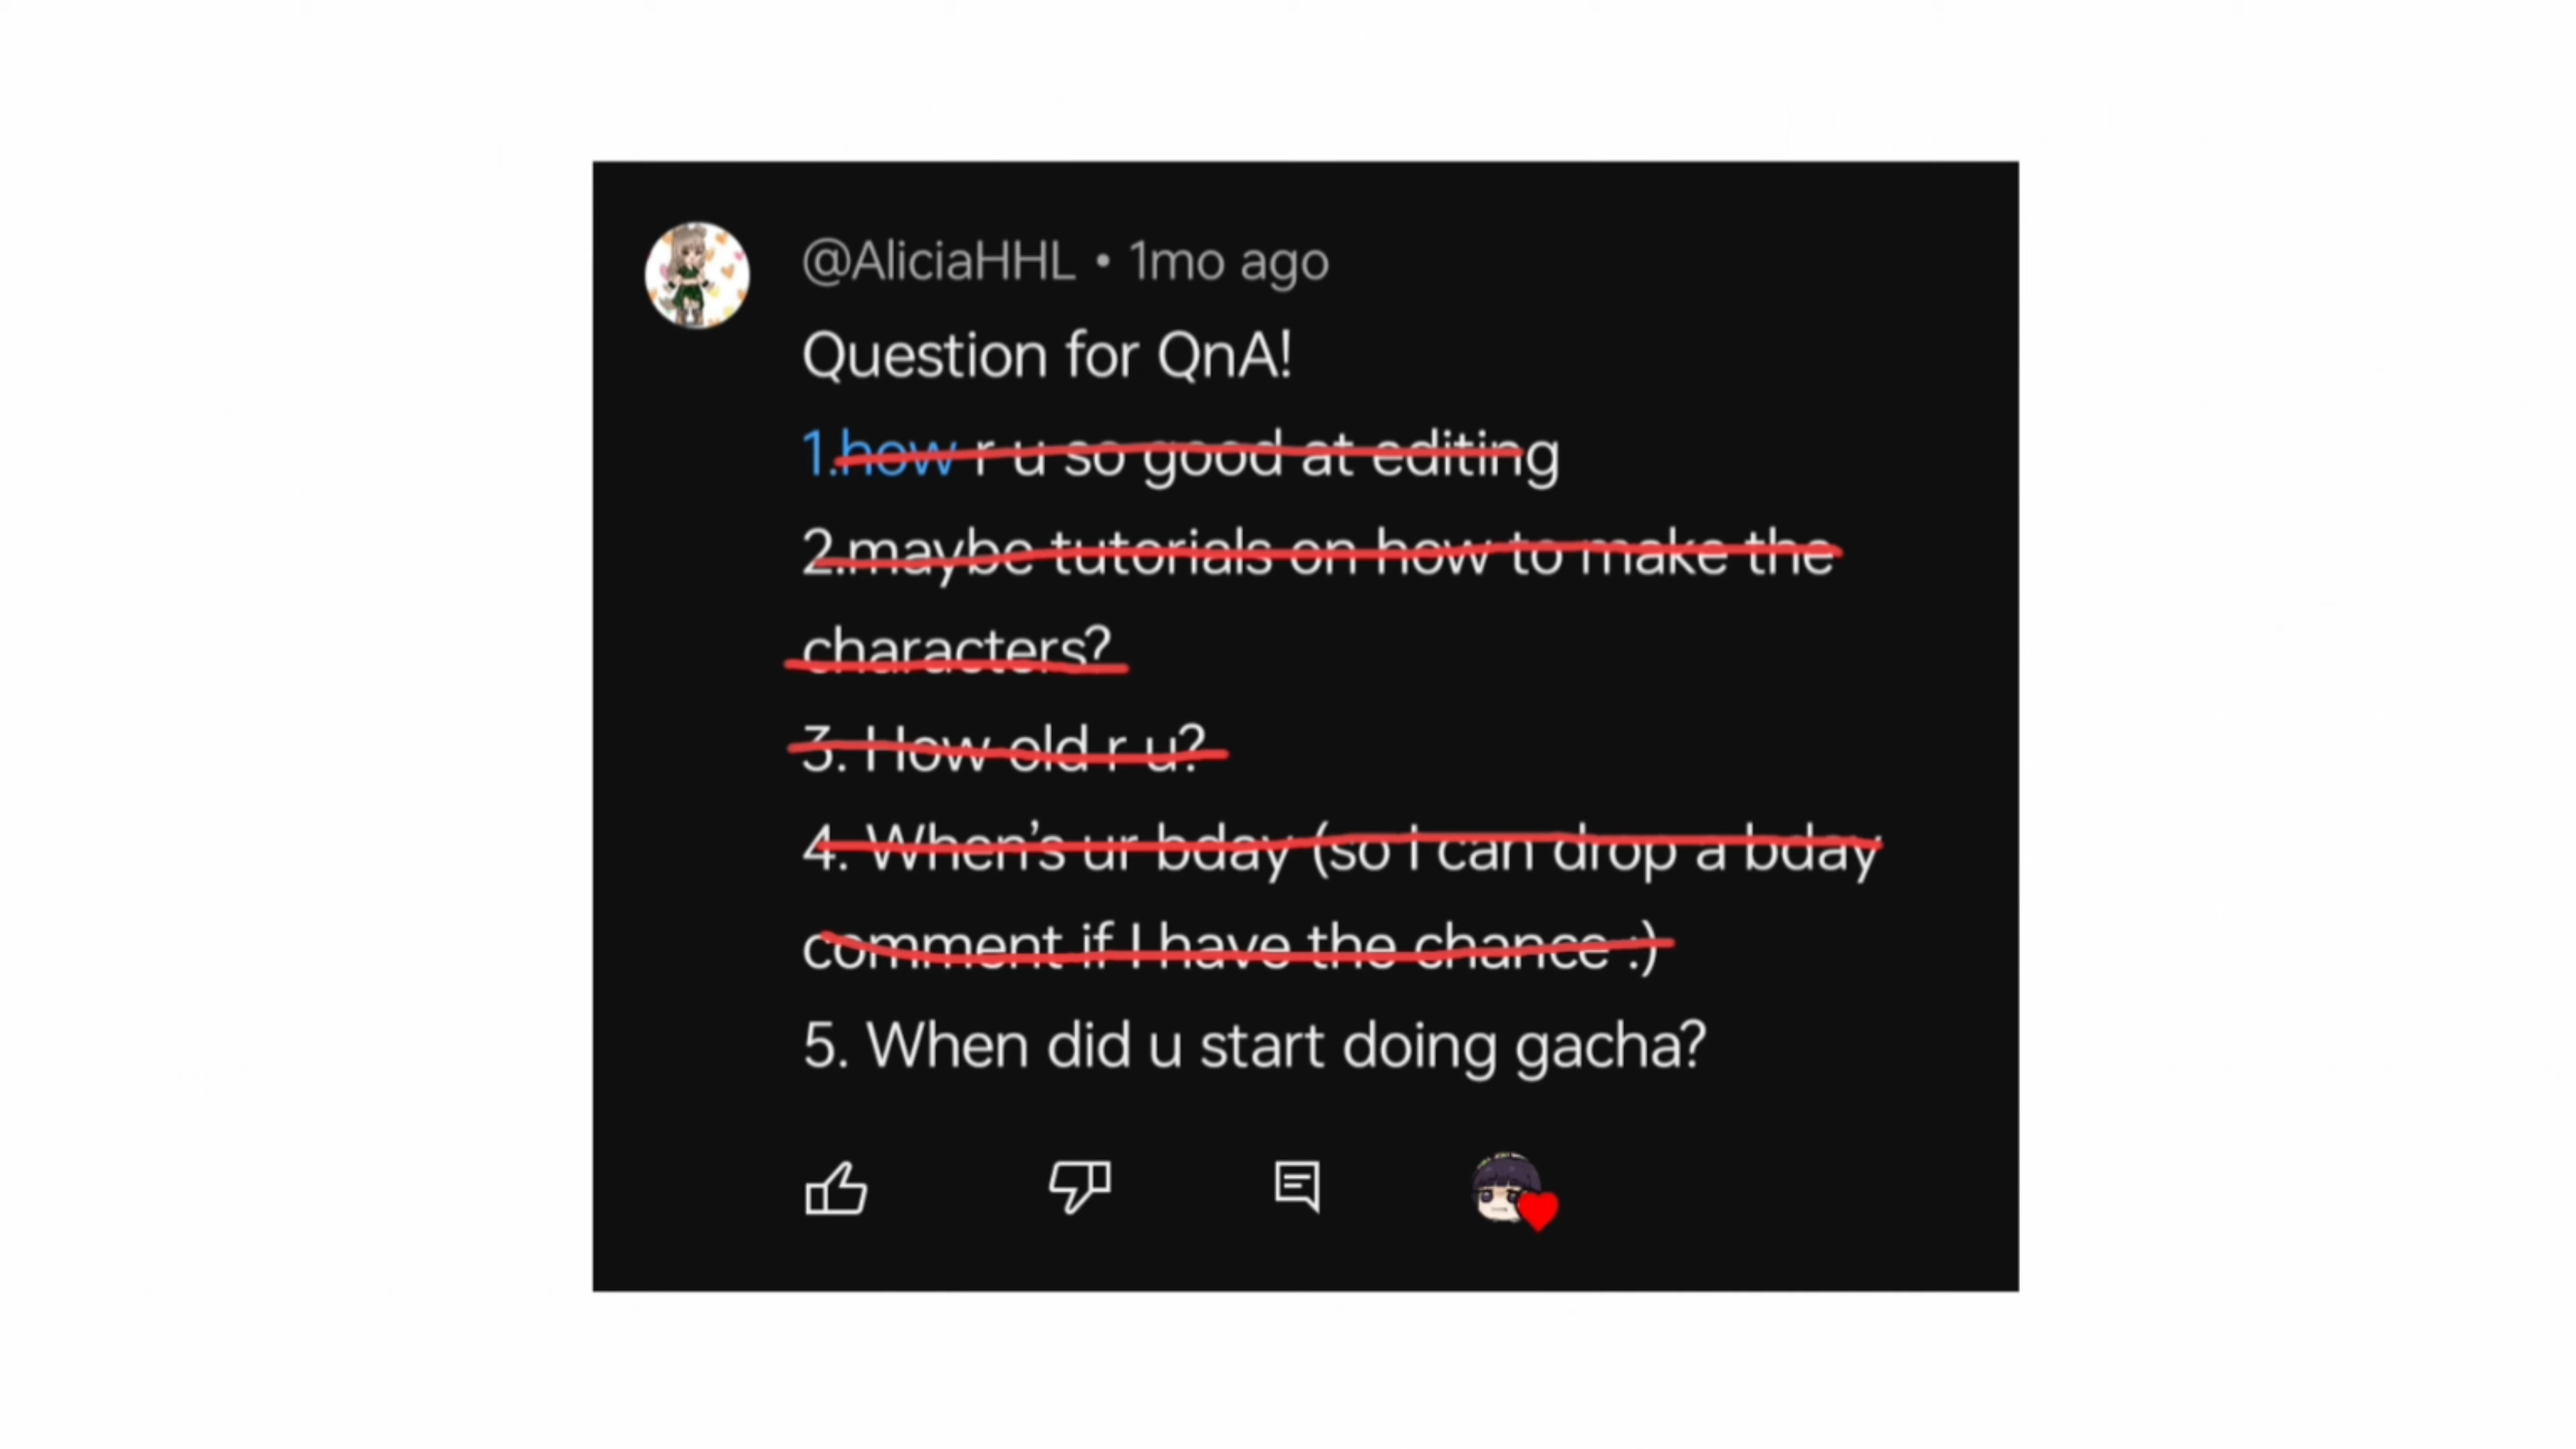 @AliciaHHL • 1mo ago
Question for QnA!
1.how r u so good at editing
2.maybe tutorials on how to make the
characters?
3. How old r u?
4. When's ur bday (so I can drop a bday
comment if I have the chance :)
5. When did u start doing gacha?